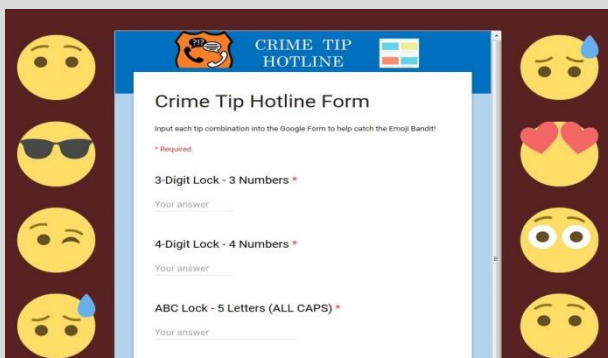 ?!?
CRIME TIP
HOTLINE
Crime Tip Hotline Form
Input each tip combination into the Google Form to help catch the Emoji Bandit!
* Required
3-Digit Lock - 3 Numbers *
Your answer
4-Digit Lock - 4 Numbers *
Your answer
ABC Lock - 5 Letters (ALL CAPS) *
Your answer